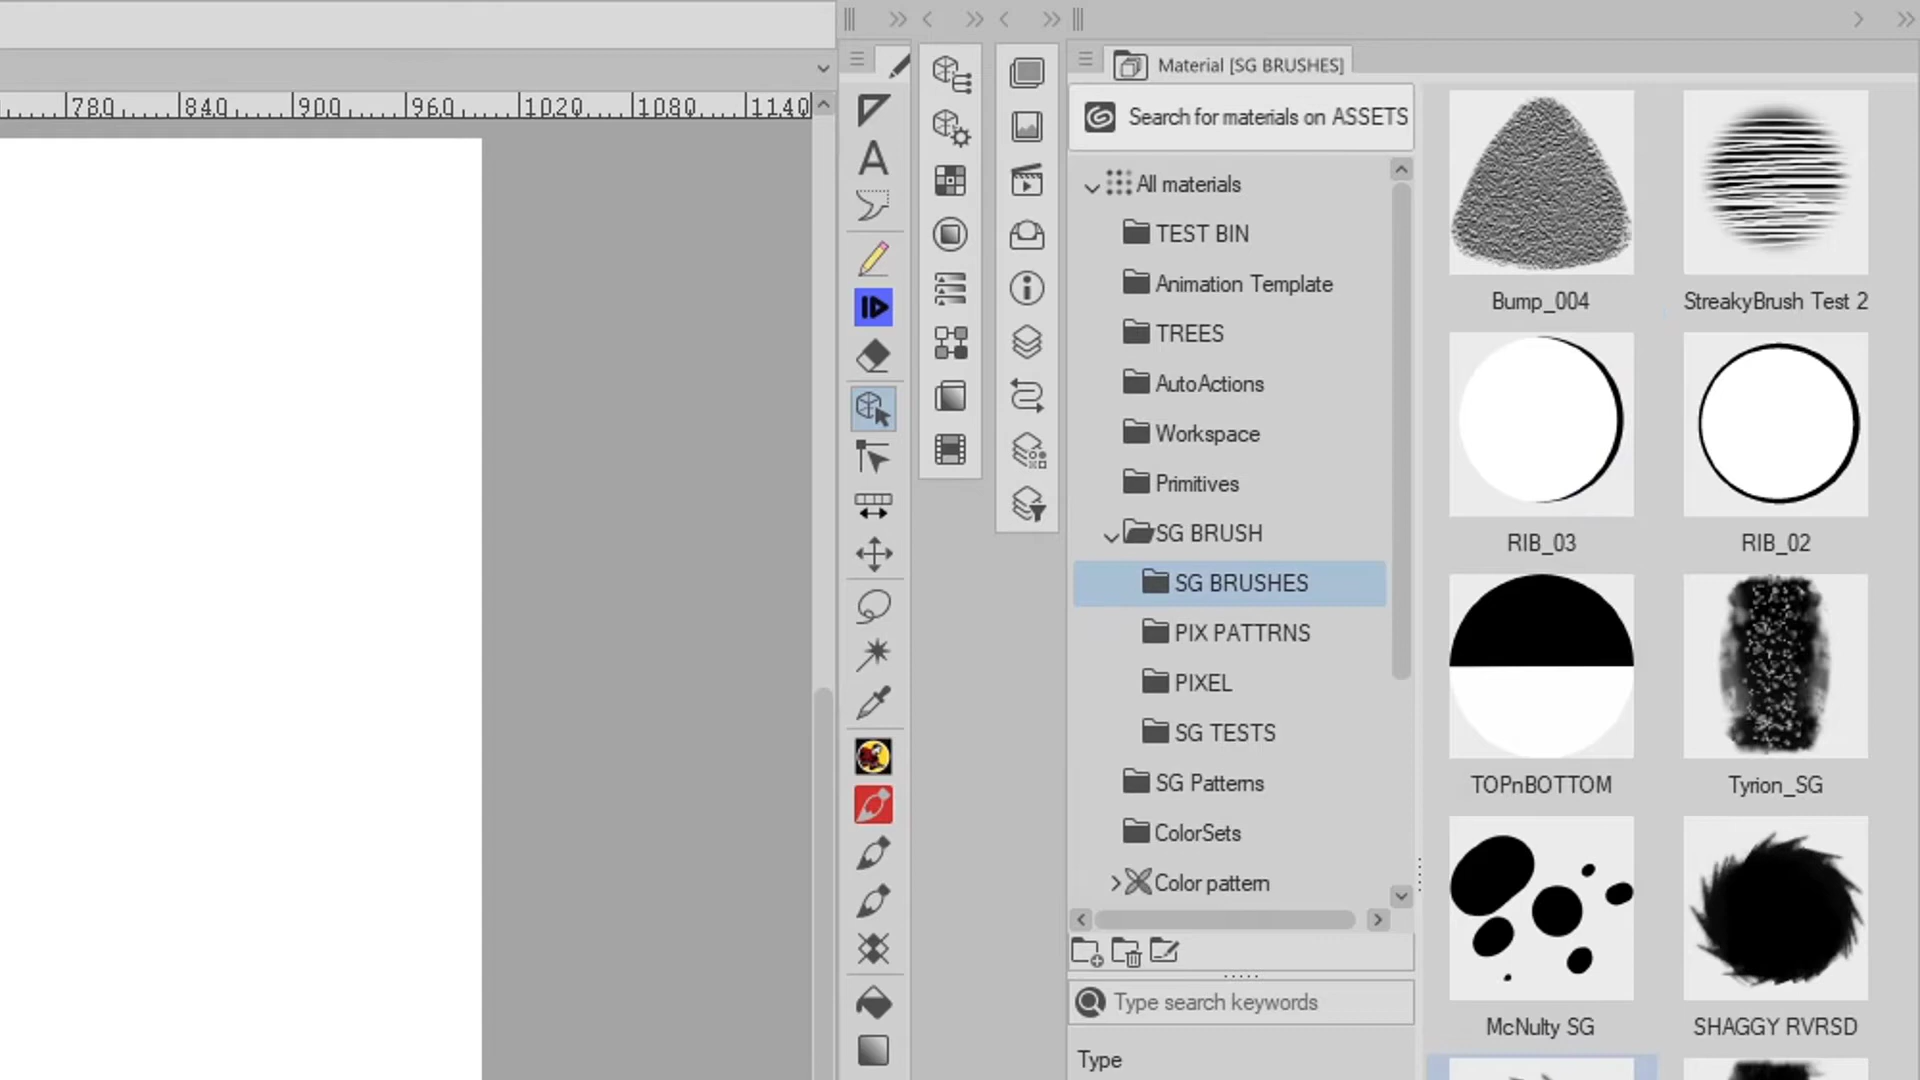 780 840 900 960 1020 1080 1140
A
Material [SG BRUSHES]
Search for materials on ASSETS
All materials
TEST BIN
Animation Template
TREES
AutoActions
Workspace
Primitives
SG BRUSH
SG BRUSHES
PIX PATTRNS
PIXEL
SG TESTS
SG Patterns
ColorSets
Color pattern
Type search keywords
Type
Bump_004
StreakyBrush Test 2
RIB_03
RIB_02
TOPnBOTTOM
Tyrion_SG
McNulty SG
SHAGGY RVRSD